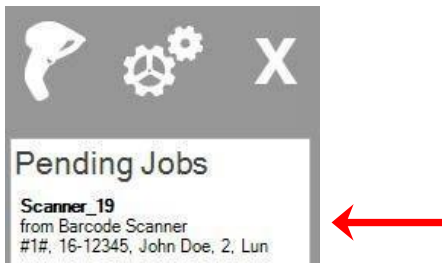 X
Pending Jobs
Scanner_19
from Barcode Scanner
#1#, 16-12345, John Doe, 2, Lun